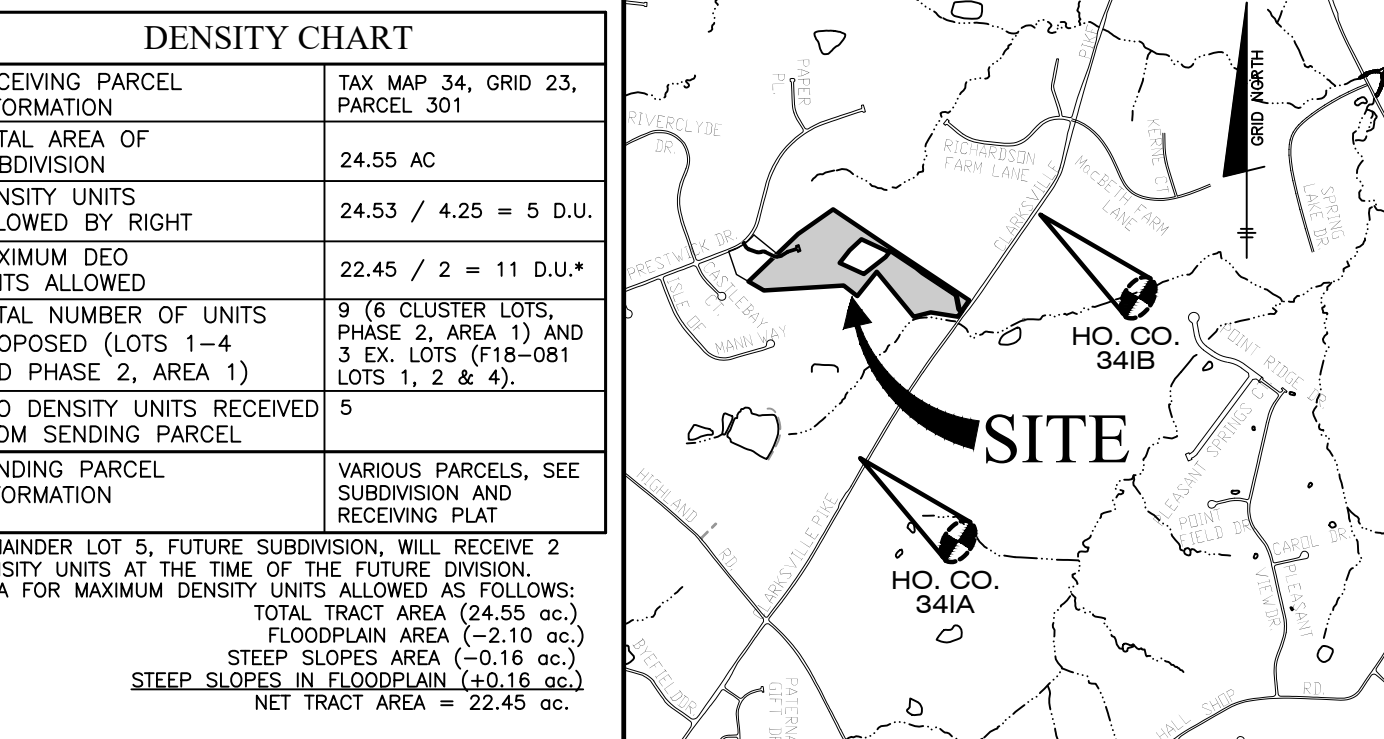 DENSITY CHART
CEIVING PARCEL
FORMATION
TAX MAP 34, GRID 23,
PARCEL 301
TAL AREA OF
BDIVISION
24.55 AC
NSITY UNITS
LOWED BY RIGHT
24.53 / 4.25 = 5 D.U.
XIMUM DEO
ITS ALLOWED
22.45 / 2 = 11 D.U.*
TAL NUMBER OF UNITS
OPOSED (LOTS 1-4
D PHASE 2, AREA 1)
9 (6 CLUSTER LOTS,
PHASE 2, AREA 1) AND
3 EX. LOTS (F18-081
LOTS 1, 2 & 4).
O DENSITY UNITS RECEIVED
OM SENDING PARCEL
5
NDING PARCEL
FORMATION
VARIOUS PARCELS, SEE
SUBDIVISION AND
RECEIVING PLAT
AINDER LOT 5, FUTURE SUBDIVISION, WILL RECEIVE 2
SITY UNITS AT THE TIME OF THE FUTURE DIVISION.
A FOR MAXIMUM DENSITY UNITS ALLOWED AS FOLLOWS:
TOTAL TRACT AREA (24.55 ac.)
FLOODPLAIN AREA (-2.10 ac.)
STEEP SLOPES AREA (-0.16 ac.)
STEEP SLOPES IN FLOODPLAIN (+0.16 ac.)
NET TRACT AREA = 22.45 ac.
PAPER
PL.
RIVERCLYDE
DR.
PIKE
CLARKSVILLE
RICHARDSON
FARM LANE
MacBETH FARM
LANE
KERNE CT
GRID NORTH
SPRING
LAKE DR
PRESTWICK DR.
CASTLEBAY
CT.
ISLE OF
MANN WAY
HO. CO.
34IB
SITE
POINT RIDGE DR.
PLEASANT SPRINGS C
POINT
FIELD DR
CAROL DR.
PLEASANT
VIEW DR.
HIGHLAND
RD.
CLARKSVILLE PIKE
HO. CO.
34IA
BYEFIELD DR.
PATERNA
GIFT DR
HALL SHOP
RD.